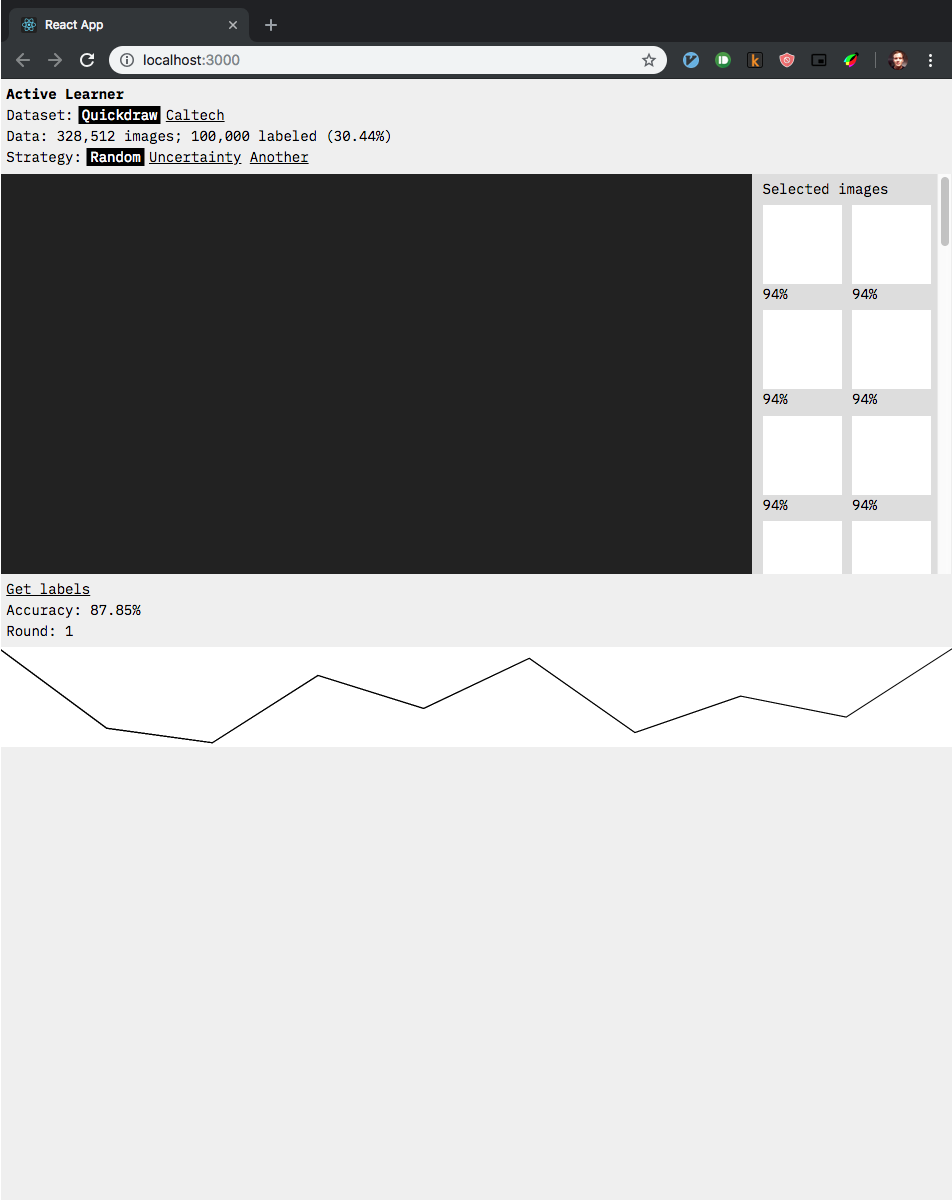 React App
localhost:3000
Active Learner
Dataset: Quickdraw Caltech
Data: 328,512 images; 100,000 labeled (30.44%)
Strategy: Random Uncertainty Another
Selected images
94% 94%
94% 94%
94% 94%
Get labels
Accuracy: 87.85%
Round: 1